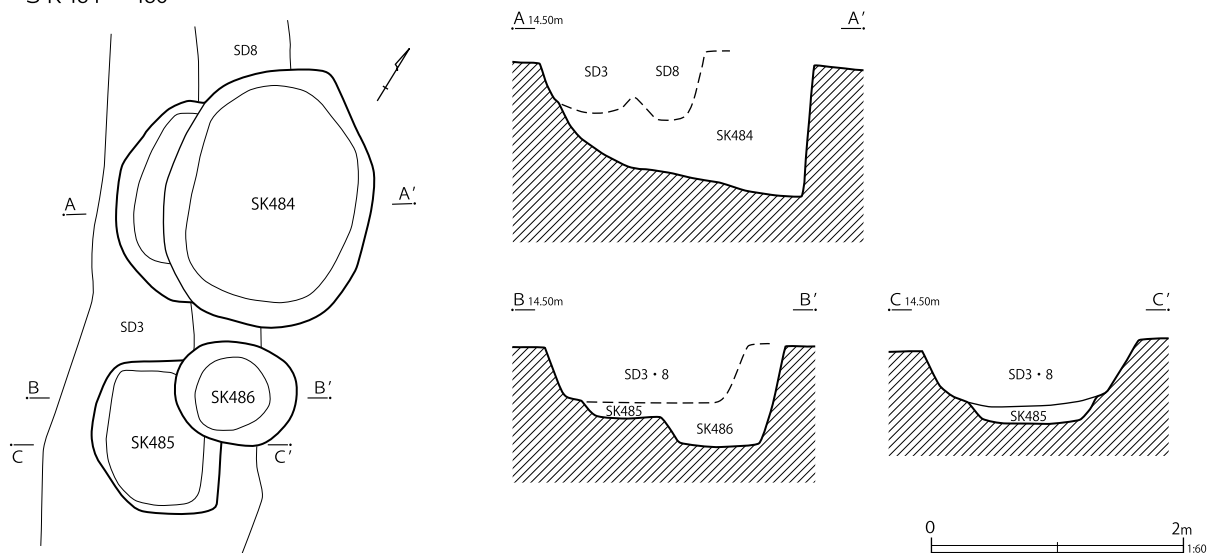 SD8
SK484
A
A′
SD3
SK486
B
B′
SK485
C
C′
A 14.50m
A′
SD3
SD8
SK484
B 14.50m
B′
SD3・8
SK485
SK486
C 14.50m
C′
SD3・8
SK485
0
2m
1:60